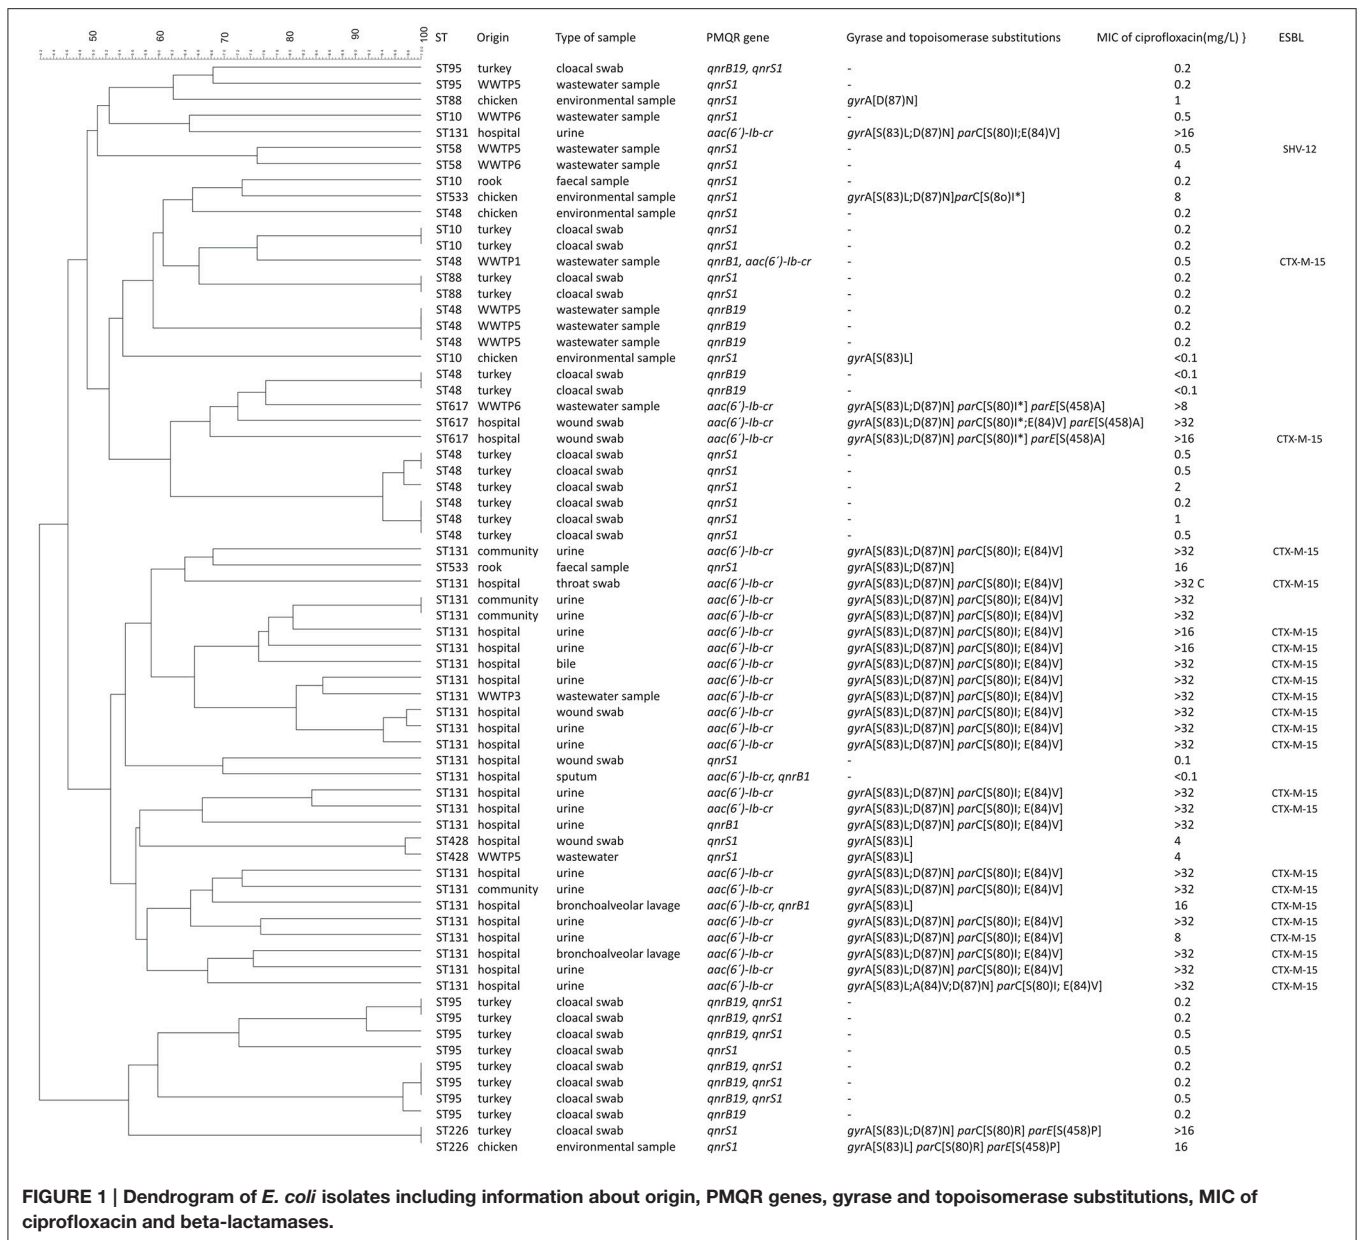 50 60 70 80 90 100
ST Origin Type of sample PMQR gene Gyrase and topoisomerase substitutions MIC of ciprofloxacin(mg/L) } ESBL
ST95 turkey cloacal swab qnrB19, qnrS1 - 0.2
ST95 WWTP5 wastewater sample qnrS1 - 0.2
ST88 chicken environmental sample qnrS1 gyrA[D(87)N] 1
ST10 WWTP6 wastewater sample qnrS1 - 0.5
ST131 hospital urine aac(6´)-Ib-cr gyrA[S(83)L;D(87)N] parC[S(80)I;E(84)V] >16
ST58 WWTP5 wastewater sample qnrS1 - 0.5 SHV-12
ST58 WWTP6 wastewater sample qnrS1 - 4
ST10 rook faecal sample qnrS1 - 0.2
ST533 chicken environmental sample qnrS1 gyrA[S(83)L;D(87)N]parC[S(8o)I*] 8
ST48 chicken environmental sample qnrS1 - 0.2
ST10 turkey cloacal swab qnrS1 - 0.2
ST10 turkey cloacal swab qnrS1 - 0.2
ST48 WWTP1 wastewater sample qnrB1, aac(6´)-Ib-cr - 0.5 CTX-M-15
ST88 turkey cloacal swab qnrS1 - 0.2
ST88 turkey cloacal swab qnrS1 - 0.2
ST48 WWTP5 wastewater sample qnrB19 - 0.2
ST48 WWTP5 wastewater sample qnrB19 - 0.2
ST48 WWTP5 wastewater sample qnrB19 - 0.2
ST10 chicken environmental sample qnrS1 gyrA[S(83)L] <0.1
ST48 turkey cloacal swab qnrB19 - <0.1
ST48 turkey cloacal swab qnrB19 - <0.1
ST617 WWTP6 wastewater sample aac(6´)-Ib-cr gyrA[S(83)L;D(87)N] parC[S(80)I*] parE[S(458)A] >8
ST617 hospital wound swab aac(6´)-Ib-cr gyrA[S(83)L;D(87)N] parC[S(80)I*;E(84)V] parE[S(458)A] >32
ST617 hospital wound swab aac(6´)-Ib-cr gyrA[S(83)L;D(87)N] parC[S(80)I*] parE[S(458)A] >16 CTX-M-15
ST48 turkey cloacal swab qnrS1 - 0.5
ST48 turkey cloacal swab qnrS1 - 0.5
ST48 turkey cloacal swab qnrS1 - 2
ST48 turkey cloacal swab qnrS1 - 0.2
ST48 turkey cloacal swab qnrS1 - 1
ST48 turkey cloacal swab qnrS1 - 0.5
ST131 community urine aac(6´)-Ib-cr gyrA[S(83)L;D(87)N] parC[S(80)I; E(84)V] >32 CTX-M-15
ST533 rook faecal sample qnrS1 gyrA[S(83)L;D(87)N] 16
ST131 hospital throat swab aac(6´)-Ib-cr gyrA[S(83)L;D(87)N] parC[S(80)I; E(84)V] >32 C CTX-M-15
ST131 community urine aac(6´)-Ib-cr gyrA[S(83)L;D(87)N] parC[S(80)I; E(84)V] >32
ST131 community urine aac(6´)-Ib-cr gyrA[S(83)L;D(87)N] parC[S(80)I; E(84)V] >32
ST131 hospital urine aac(6´)-Ib-cr gyrA[S(83)L;D(87)N] parC[S(80)I; E(84)V] >16 CTX-M-15
ST131 hospital urine aac(6´)-Ib-cr gyrA[S(83)L;D(87)N] parC[S(80)I; E(84)V] >16 CTX-M-15
ST131 hospital bile aac(6´)-Ib-cr gyrA[S(83)L;D(87)N] parC[S(80)I; E(84)V] >32 CTX-M-15
ST131 hospital urine aac(6´)-Ib-cr gyrA[S(83)L;D(87)N] parC[S(80)I; E(84)V] >32 CTX-M-15
ST131 WWTP3 wastewater sample aac(6´)-Ib-cr gyrA[S(83)L;D(87)N] parC[S(80)I; E(84)V] >32 CTX-M-15
ST131 hospital wound swab aac(6´)-Ib-cr gyrA[S(83)L;D(87)N] parC[S(80)I; E(84)V] >32 CTX-M-15
ST131 hospital urine aac(6´)-Ib-cr gyrA[S(83)L;D(87)N] parC[S(80)I; E(84)V] >32 CTX-M-15
ST131 hospital urine aac(6´)-Ib-cr gyrA[S(83)L;D(87)N] parC[S(80)I; E(84)V] >32 CTX-M-15
ST131 hospital wound swab qnrS1 - 0.1
ST131 hospital sputum aac(6´)-Ib-cr, qnrB1 - <0.1
ST131 hospital urine aac(6´)-Ib-cr gyrA[S(83)L;D(87)N] parC[S(80)I; E(84)V] >32 CTX-M-15
ST131 hospital urine aac(6´)-Ib-cr gyrA[S(83)L;D(87)N] parC[S(80)I; E(84)V] >32 CTX-M-15
ST131 hospital urine qnrB1 gyrA[S(83)L;D(87)N] parC[S(80)I; E(84)V] >32
ST428 hospital wound swab qnrS1 gyrA[S(83)L] 4
ST428 WWTP5 wastewater qnrS1 gyrA[S(83)L] 4
ST131 hospital urine aac(6´)-Ib-cr gyrA[S(83)L;D(87)N] parC[S(80)I; E(84)V] >32 CTX-M-15
ST131 community urine aac(6´)-Ib-cr gyrA[S(83)L;D(87)N] parC[S(80)I; E(84)V] >32 CTX-M-15
ST131 hospital bronchoalveolar lavage aac(6´)-Ib-cr, qnrB1 gyrA[S(83)L] 16 CTX-M-15
ST131 hospital urine aac(6´)-Ib-cr gyrA[S(83)L;D(87)N] parC[S(80)I; E(84)V] >32 CTX-M-15
ST131 hospital urine aac(6´)-Ib-cr gyrA[S(83)L;D(87)N] parC[S(80)I; E(84)V] 8 CTX-M-15
ST131 hospital bronchoalveolar lavage aac(6´)-Ib-cr gyrA[S(83)L;D(87)N] parC[S(80)I; E(84)V] >32 CTX-M-15
ST131 hospital urine aac(6´)-Ib-cr gyrA[S(83)L;D(87)N] parC[S(80)I; E(84)V] >32 CTX-M-15
ST131 hospital urine aac(6´)-Ib-cr gyrA[S(83)L;A(84)V;D(87)N] parC[S(80)I; E(84)V] >32 CTX-M-15
ST95 turkey cloacal swab qnrB19, qnrS1 - 0.2
ST95 turkey cloacal swab qnrB19, qnrS1 - 0.2
ST95 turkey cloacal swab qnrB19, qnrS1 - 0.5
ST95 turkey cloacal swab qnrS1 - 0.5
ST95 turkey cloacal swab qnrB19, qnrS1 - 0.2
ST95 turkey cloacal swab qnrB19, qnrS1 - 0.2
ST95 turkey cloacal swab qnrB19, qnrS1 - 0.5
ST95 turkey cloacal swab qnrB19 - 0.2
ST226 turkey cloacal swab qnrS1 gyrA[S(83)L;D(87)N] parC[S(80)R] parE[S(458)P] >16
ST226 chicken environmental sample qnrS1 gyrA[S(83)L] parC[S(80)R] parE[S(458)P] 16
FIGURE 1 | Dendrogram of E. coli isolates including information about origin, PMQR genes, gyrase and topoisomerase substitutions, MIC of
ciprofloxacin and beta-lactamases.